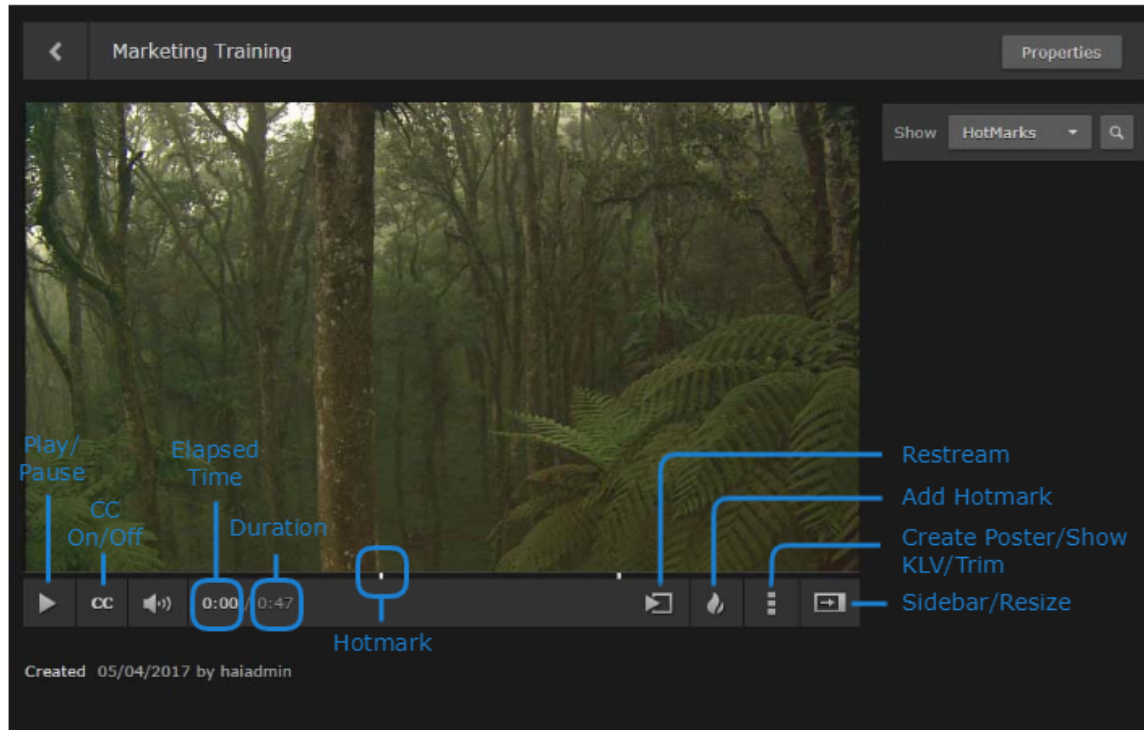 Marketing Training
Properties
Show HotMarks
Play/
Pause
Elapsed
Time
CC
On/Off
Duration
Restream
Add Hotmark
Create Poster/Show
KLV/Trim
Sidebar/Resize
CC 0:00 / 0:47
Hotmark
Created 05/04/2017 by haiadmin